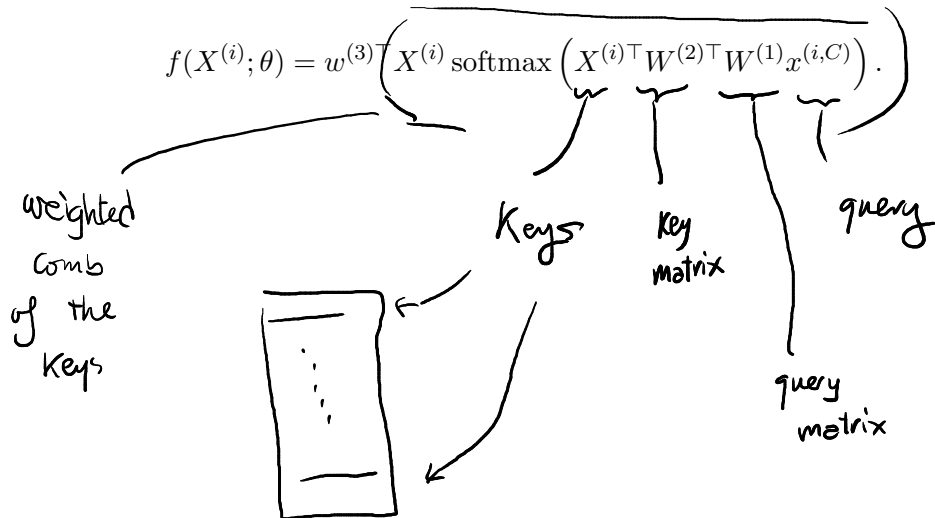 f(X^{(i)}; θ) = w^{(3)⊤} X^{(i)} softmax ( X^{(i)⊤} W^{(2)⊤} W^{(1)} x^{(i,C)} ) .
weighted
comb
of the
keys
Keys
key
matrix
query
query
matrix